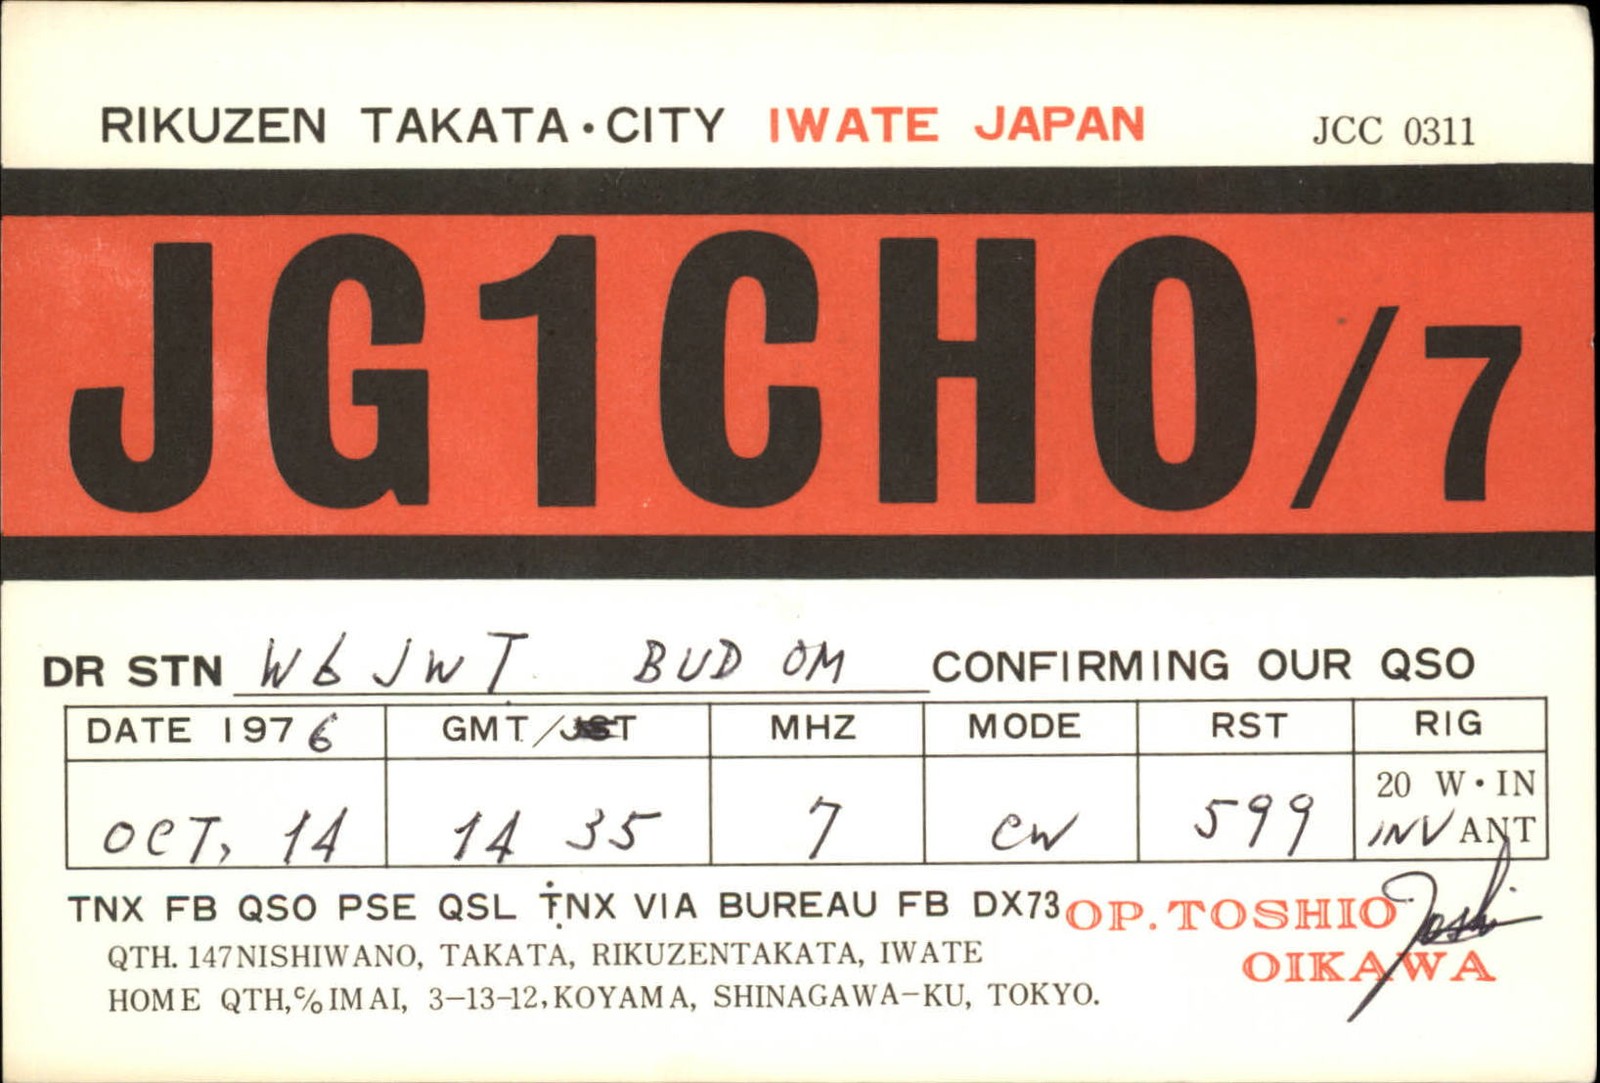 RIKUZEN TAKATA・CITY IWATE JAPAN JCC 0311
JG1CHO/7
DR STN W6JWT BUD OM CONFIRMING OUR QSO
DATE 1976 GMT/JST MHZ MODE RST RIG
OCT, 14 14 35 7 CW 599 20 W・IN
INV ANT
TNX FB QSO PSE QSL TNX VIA BUREAU FB DX73 OP. TOSHIO Toshi
QTH. 147NISHIWANO, TAKATA, RIKUZENTAKATA, IWATE
OIKAWA
HOME QTH,℅IMAI, 3-13-12,KOYAMA, SHINAGAWA-KU, TOKYO.